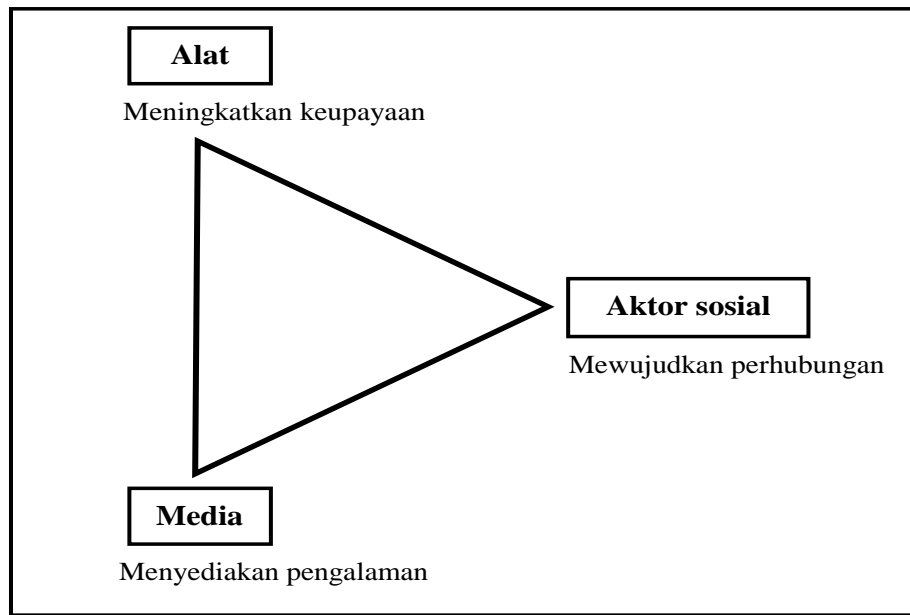 Alat
Meningkatkan keupayaan
Aktor sosial
Mewujudkan perhubungan
Media
Menyediakan pengalaman